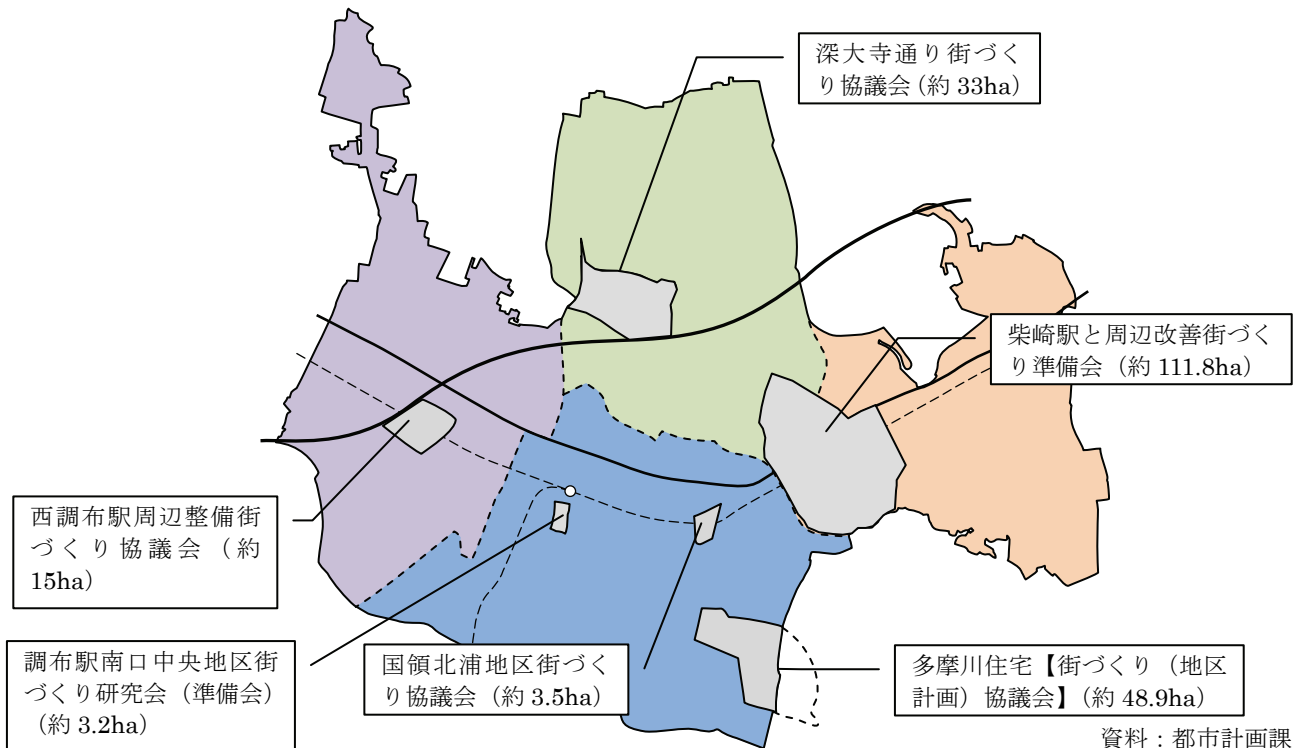 深大寺通り街づく
り協議会（約 33ha）
柴崎駅と周辺改善街づく
り準備会（約 111.8ha）
西調布駅周辺整備街
づくり協議会（約
15ha）
調布駅南口中央地区街
づくり研究会（準備会）
（約 3.2ha）
国領北浦地区街づく
り協議会（約 3.5ha）
多摩川住宅【街づくり（地区
計画）協議会】（約 48.9ha）
資料：都市計画課